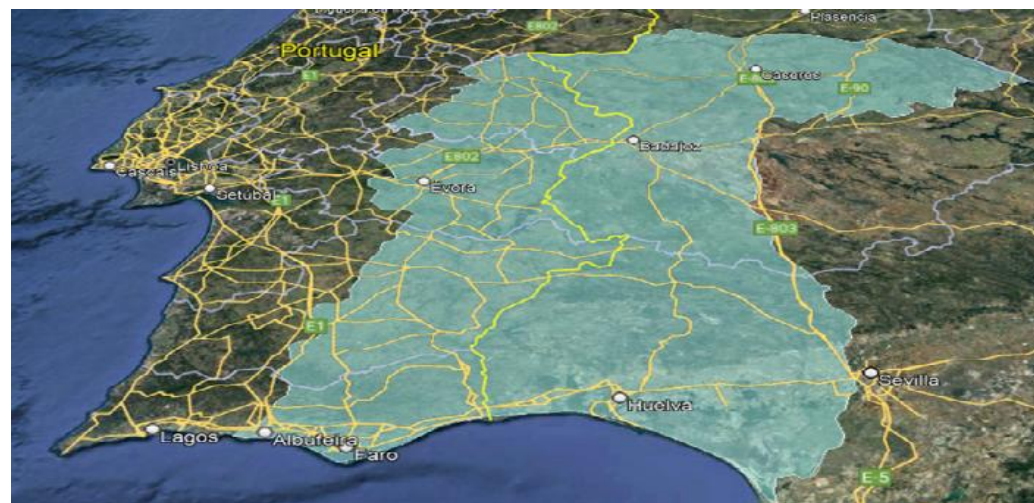 E802
Plasencia
Portugal
E1
Cáceres
E-90
Badajoz
E802
Lisboa
Cascais
Évora
Setúbal
E1
E-803
E1
Sevilla
Huelva
Lagos
Albufeira
Faro
E-5